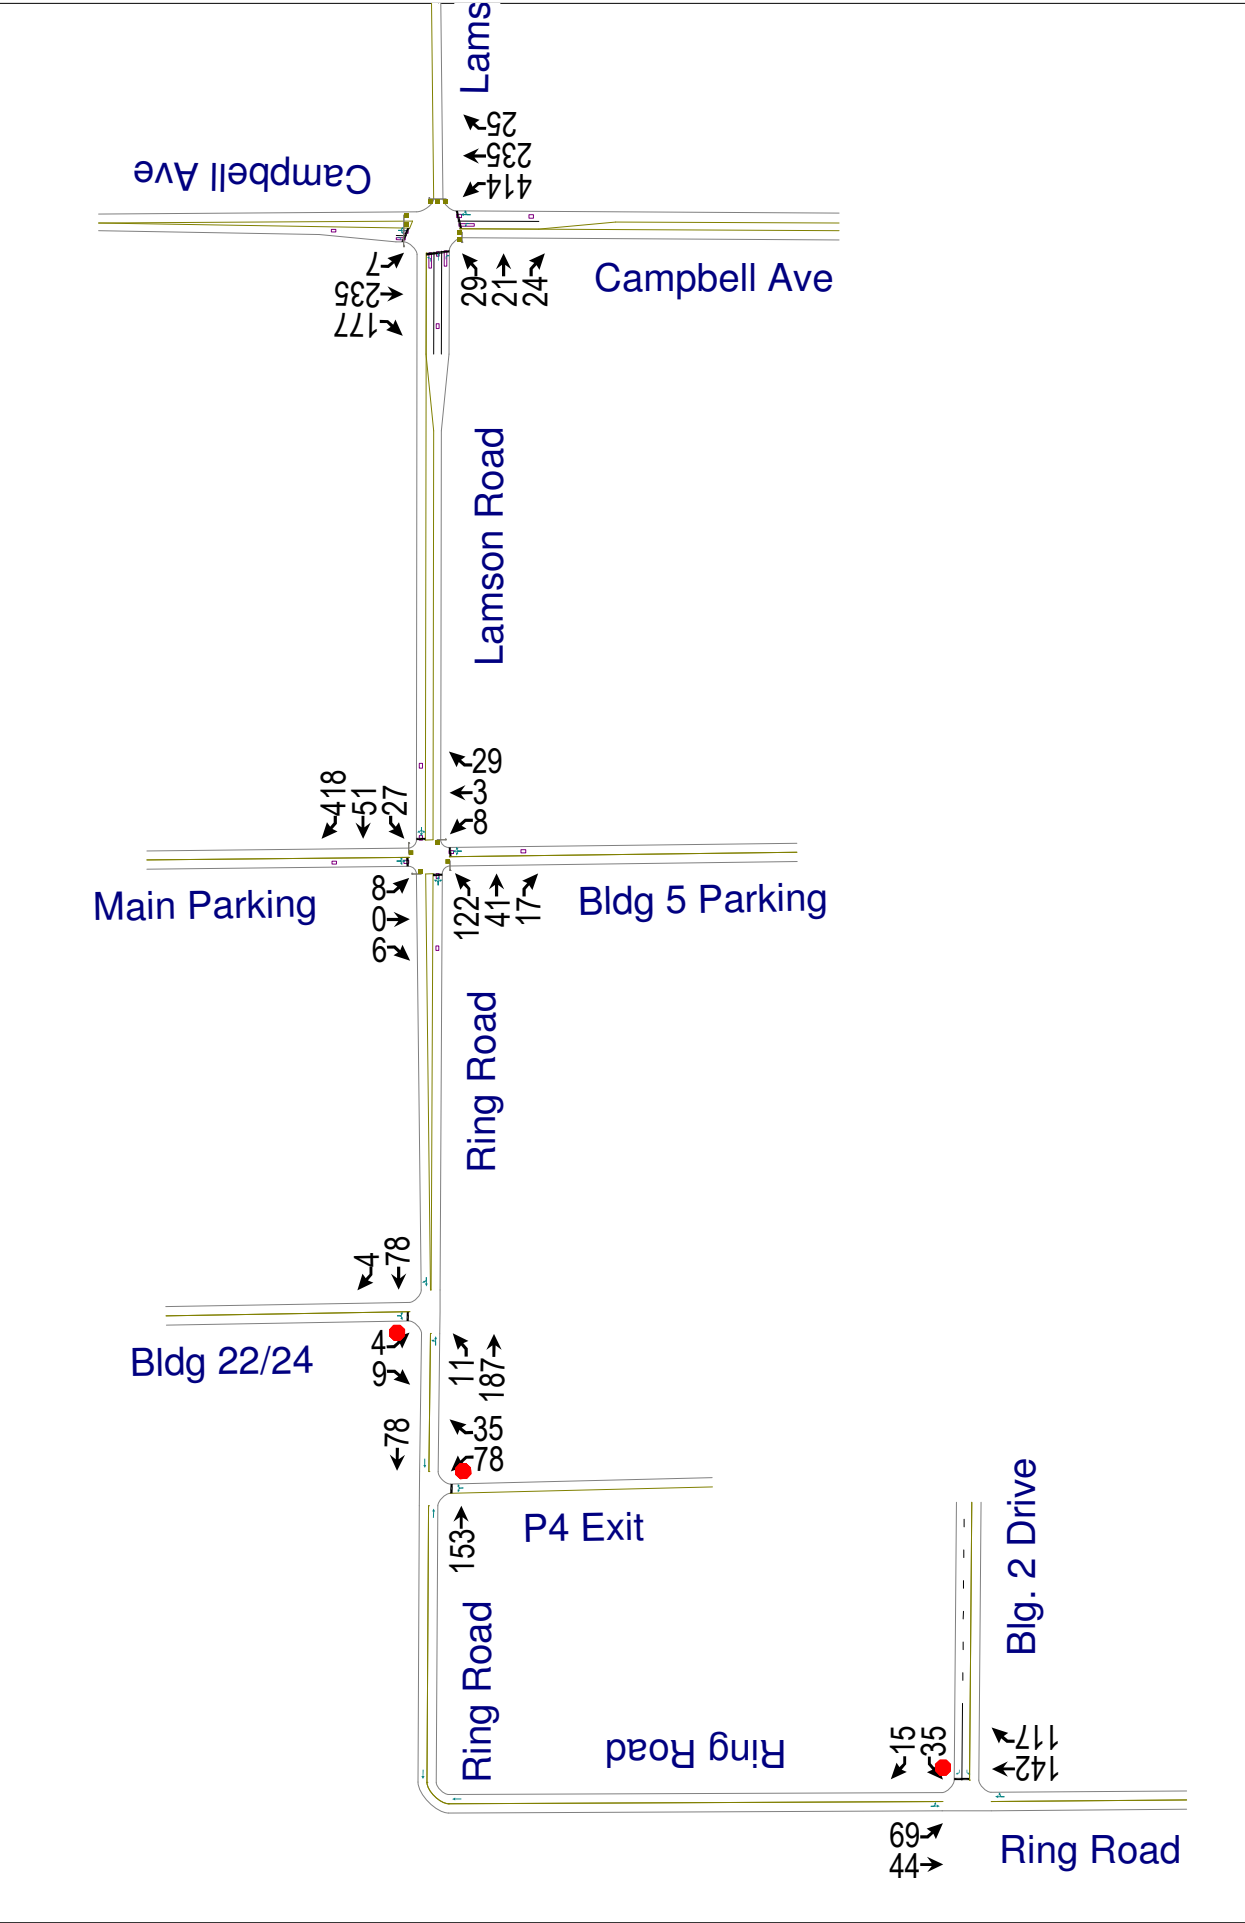 Lams
25
235
414
Campbell Ave
7
235
177
29
21
24
Campbell Ave
Lamson Road
418
51
27
29
3
8
Main Parking
8
0
6
122
41
17
Bldg 5 Parking
Ring Road
4
78
Bldg 22/24
4
9
11
187
78
35
78
153
P4 Exit
Ring Road
Blg. 2 Drive
Ring Road
15
35
117
142
69
44
Ring Road